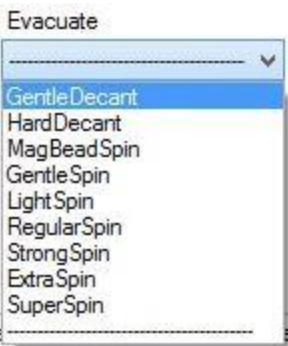 Evacuate
GentleDecant
HardDecant
MagBeadSpin
GentleSpin
LightSpin
RegularSpin
StrongSpin
ExtraSpin
SuperSpin